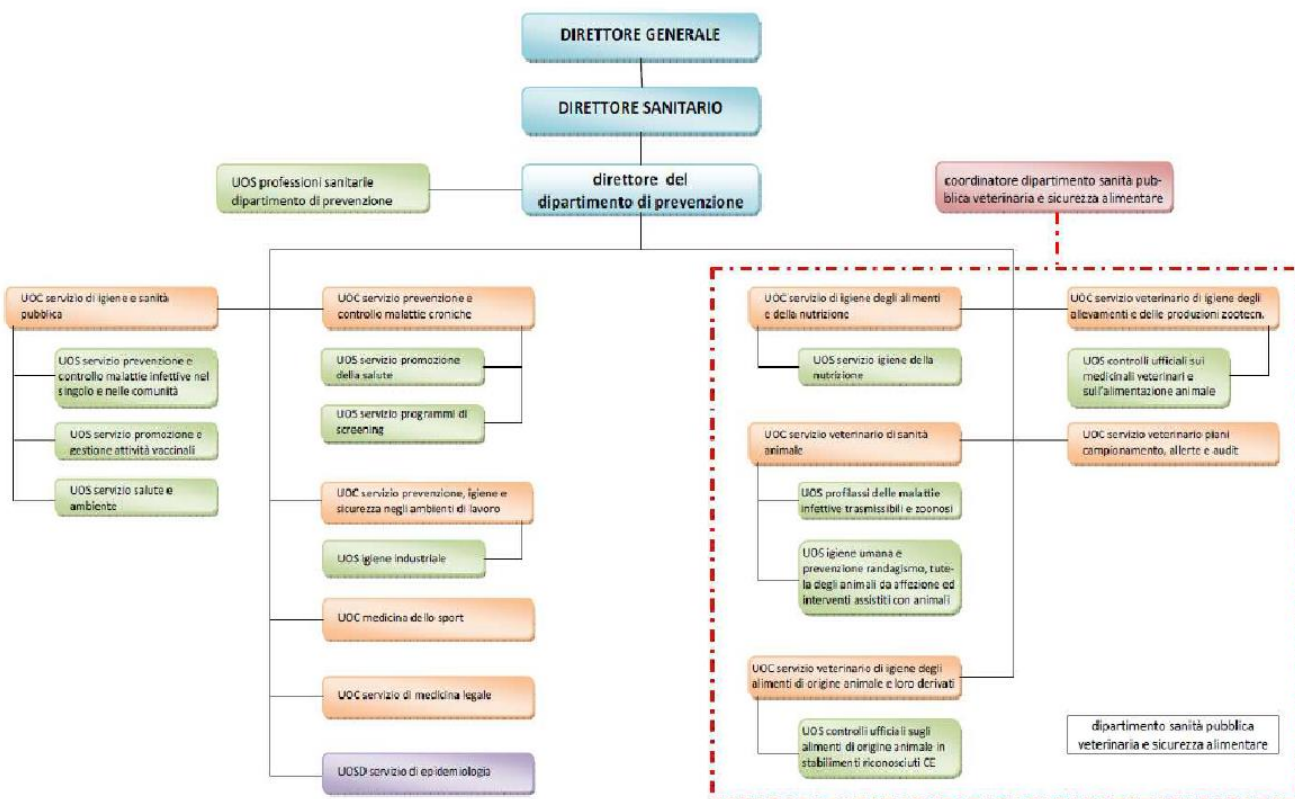 DIRETTORE GENERALE
DIRETTORE SANITARIO
UOS professioni sanitarile
dipartimento di prevenzione
direttore del
dipartimento di prevenzione
coordinatore dipartimento sanità pub-
bblica veterinaria e sicurezza alimentare
UOC servizio di igiene e sanità
pubblica
UOS servizio prevenzione e
controllo malattie infettive nel
singolo e nelle comunità
UOS servizio promozione e
gestione attività vaccinali
UOS servizio salute e
ambiente
UOC servizio prevenzione e
controllo malattie croniche
UOS servizio promozione
della salute
UOS servizio programmi di
screening
UOC servizio prevenzione, igiene e
sicurezza negli ambienti di lavoro
UOS igiene industriale
UOC medicina dello sport
UOC servizio di medicina legale
UOSD servizio di epidemiologia
UOC servizio di igiene degli alimenti
e della nutrizione
UOS servizio igiene della
nutrizione
UOC servizio veterinario di igiene degli
allevamenti e delle produzioni zootecn.
UOS controlli ufficiali sui
medicinali veterinari e
sull'alimentazione animale
UOC servizio veterinario di sanità
animale
UOS profilassi delle malattie
infettive trasmissibili e zoonosi
UOS igiene umana e
prevenzione randagismo, tute-
la degli animali da affezione ed
interventi assistiti con animali
UOC servizio veterinario piani
campionamento, allerte e audit
UOC servizio veterinario di igiene degli
alimenti di origine animale e loro derivati
UOS controlli ufficiali sugli
alimenti di origine animale in
stabilimenti riconosciuti CE
dipartimento sanità pubblica
veterinaria e sicurezza alimentare